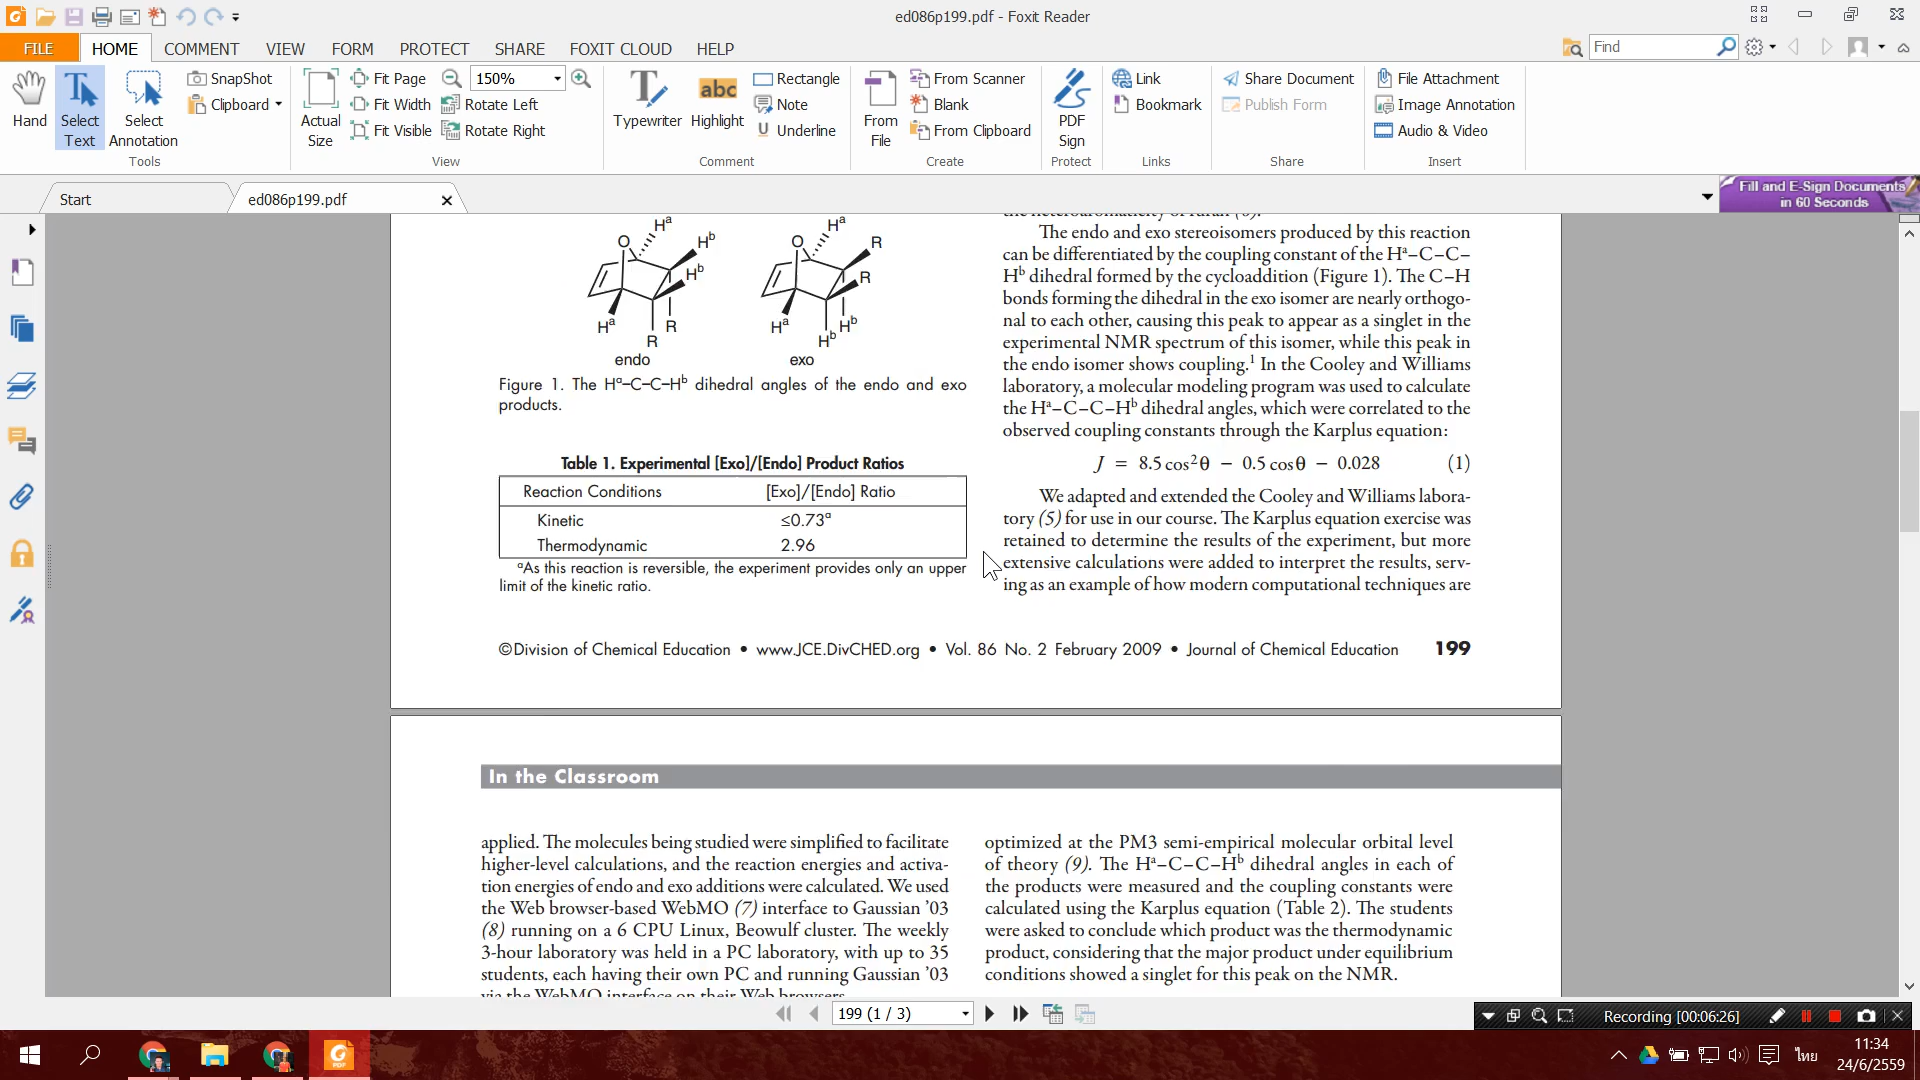 ed086p199.pdf - Foxit Reader
FILE HOME COMMENT VIEW FORM PROTECT SHARE FOXIT CLOUD HELP Find
Hand
Select Text
Select Annotation
SnapShot
Clipboard
Tools
Actual Size
Fit Page
Fit Width
Fit Visible
150%
Rotate Left
Rotate Right
View
Typewriter
abc
Highlight
Rectangle
Note
Underline
Comment
From File
From Scanner
Blank
From Clipboard
Create
PDF Sign
Protect
Link
Bookmark
Links
Share Document
Publish Form
Share
File Attachment
Image Annotation
Audio & Video
Insert
Start
ed086p199.pdf
Fill and E-Sign Documents
in 60 Seconds
O Hᵃ Hᵇ Hᵇ Hᵃ R R
endo
O Hᵃ R R Hᵃ Hᵇ Hᵇ
exo
Figure 1. The Hᵃ–C–C–Hᵇ dihedral angles of the endo and exo
products.
Table 1. Experimental [Exo]/[Endo] Product Ratios
Reaction Conditions [Exo]/[Endo] Ratio
Kinetic ≤0.73ᵃ
Thermodynamic 2.96
ᵃAs this reaction is reversible, the experiment provides only an upper
limit of the kinetic ratio.
The endo and exo stereoisomers produced by this reaction
can be differentiated by the coupling constant of the Hᵃ–C–C–
Hᵇ dihedral formed by the cycloaddition (Figure 1). The C–H
bonds forming the dihedral in the exo isomer are nearly orthogo-
nal to each other, causing this peak to appear as a singlet in the
experimental NMR spectrum of this isomer, while this peak in
the endo isomer shows coupling.¹ In the Cooley and Williams
laboratory, a molecular modeling program was used to calculate
the Hᵃ–C–C–Hᵇ dihedral angles, which were correlated to the
observed coupling constants through the Karplus equation:
J = 8.5 cos²θ − 0.5 cosθ − 0.028 (1)
We adapted and extended the Cooley and Williams labora-
tory (5) for use in our course. The Karplus equation exercise was
retained to determine the results of the experiment, but more
extensive calculations were added to interpret the results, serv-
ing as an example of how modern computational techniques are
©Division of Chemical Education • www.JCE.DivCHED.org • Vol. 86 No. 2 February 2009 • Journal of Chemical Education 199
In the Classroom
applied. The molecules being studied were simplified to facilitate
higher-level calculations, and the reaction energies and activa-
tion energies of endo and exo additions were calculated. We used
the Web browser-based WebMO (7) interface to Gaussian ’03
(8) running on a 6 CPU Linux, Beowulf cluster. The weekly
3-hour laboratory was held in a PC laboratory, with up to 35
students, each having their own PC and running Gaussian ’03
via the WebMO interface on their Web browsers.
optimized at the PM3 semi-empirical molecular orbital level
of theory (9). The Hᵃ–C–C–Hᵇ dihedral angles in each of
the products were measured and the coupling constants were
calculated using the Karplus equation (Table 2). The students
were asked to conclude which product was the thermodynamic
product, considering that the major product under equilibrium
conditions showed a singlet for this peak on the NMR.
199 (1 / 3)
Recording [00:06:26]
ไทย
11:34
24/6/2559